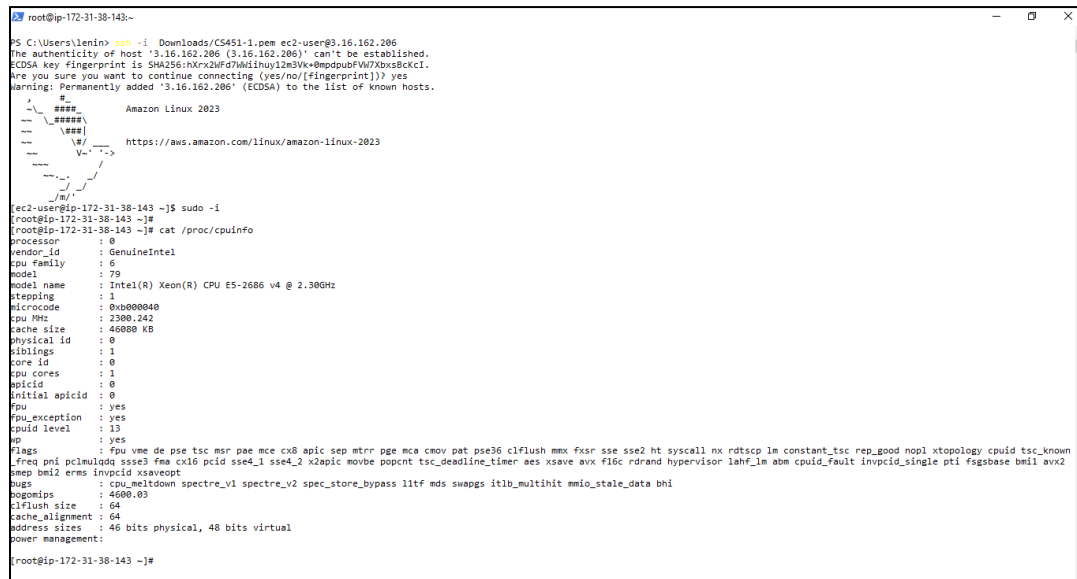 root@ip-172-31-38-143:~
PS C:\Users\lenin> ssh -i  Downloads/CS451-1.pem ec2-user@3.16.162.206
The authenticity of host '3.16.162.206 (3.16.162.206)' can't be established.
ECDSA key fingerprint is SHA256:hXrx2WFd7WWiihuy12m3Vk+0mpdpubFVW7XbxsBcKcI.
Are you sure you want to continue connecting (yes/no/[fingerprint])? yes
Warning: Permanently added '3.16.162.206' (ECDSA) to the list of known hosts.
   ,     #_
   ~\_  ####_        Amazon Linux 2023
  ~~  \_#####\
  ~~     \###|
  ~~       \#/ ___   https://aws.amazon.com/linux/amazon-linux-2023
   ~~       V~' '->
    ~~~         /
      ~~._.   _/
         _/ _/
       _/m/'
[ec2-user@ip-172-31-38-143 ~]$ sudo -i
[root@ip-172-31-38-143 ~]#
[root@ip-172-31-38-143 ~]# cat /proc/cpuinfo
processor       : 0
vendor_id       : GenuineIntel
cpu family      : 6
model           : 79
model name      : Intel(R) Xeon(R) CPU E5-2686 v4 @ 2.30GHz
stepping        : 1
microcode       : 0xb000040
cpu MHz         : 2300.242
cache size      : 46080 KB
physical id     : 0
siblings        : 1
core id         : 0
cpu cores       : 1
apicid          : 0
initial apicid  : 0
fpu             : yes
fpu_exception   : yes
cpuid level     : 13
wp              : yes
flags           : fpu vme de pse tsc msr pae mce cx8 apic sep mtrr pge mca cmov pat pse36 clflush mmx fxsr sse sse2 ht syscall nx rdtscp lm constant_tsc rep_good nopl xtopology cpuid tsc_known
_freq pni pclmulqdq ssse3 fma cx16 pcid sse4_1 sse4_2 x2apic movbe popcnt tsc_deadline_timer aes xsave avx f16c rdrand hypervisor lahf_lm abm cpuid_fault invpcid_single pti fsgsbase bmi1 avx2
smep bmi2 erms invpcid xsaveopt
bugs            : cpu_meltdown spectre_v1 spectre_v2 spec_store_bypass l1tf mds swapgs itlb_multihit mmio_stale_data bhi
bogomips        : 4600.03
clflush size    : 64
cache_alignment : 64
address sizes   : 46 bits physical, 48 bits virtual
power management:
[root@ip-172-31-38-143 ~]#